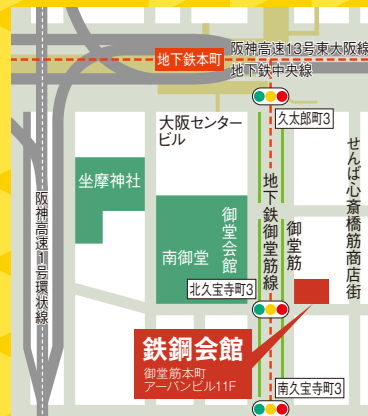 阪神高速13号東大阪線
地下鉄本町
地下鉄中央線
久太郎町3
大阪センター
ビル
せんば心斎橋筋商店街
坐摩神社
阪神高速1号環状線
地下鉄御堂筋線
御堂会館
御堂筋
南御堂
北久宝寺町3
鉄鋼会館
御堂筋本町
アーバンビル11F
南久宝寺町3